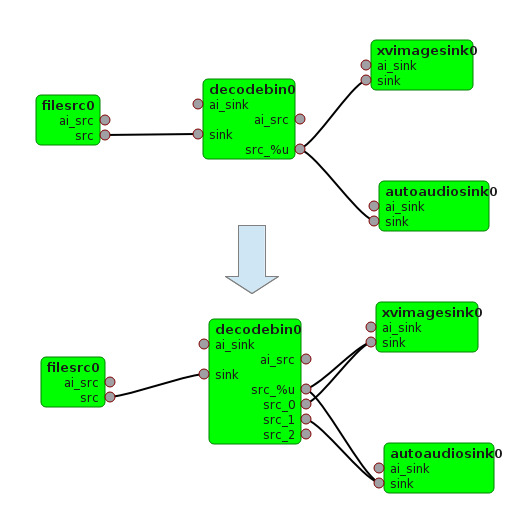 xvimagesink0
ai_sink
sink
decodebin0
ai_sink
ai_src
sink
src_%u
filesrc0
ai_src
src
autoaudiosink0
ai_sink
sink
xvimagesink0
ai_sink
sink
decodebin0
ai_sink
ai_src
sink
src_%u
src_0
src_1
src_2
filesrc0
ai_src
src
autoaudiosink0
ai_sink
sink